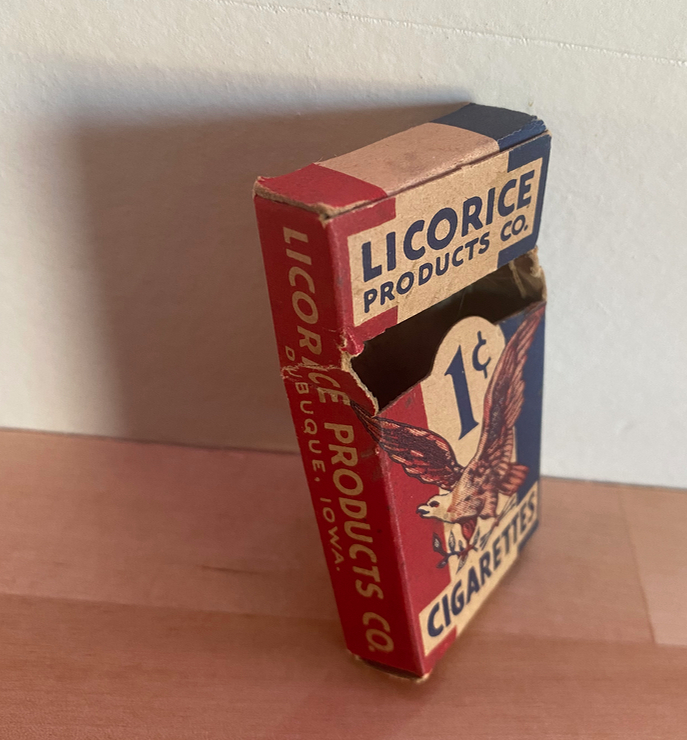 LICORICE
PRODUCTS CO.
1¢
CIGARETTES
LICORICE PRODUCTS CO.
DUBUQUE, IOWA.